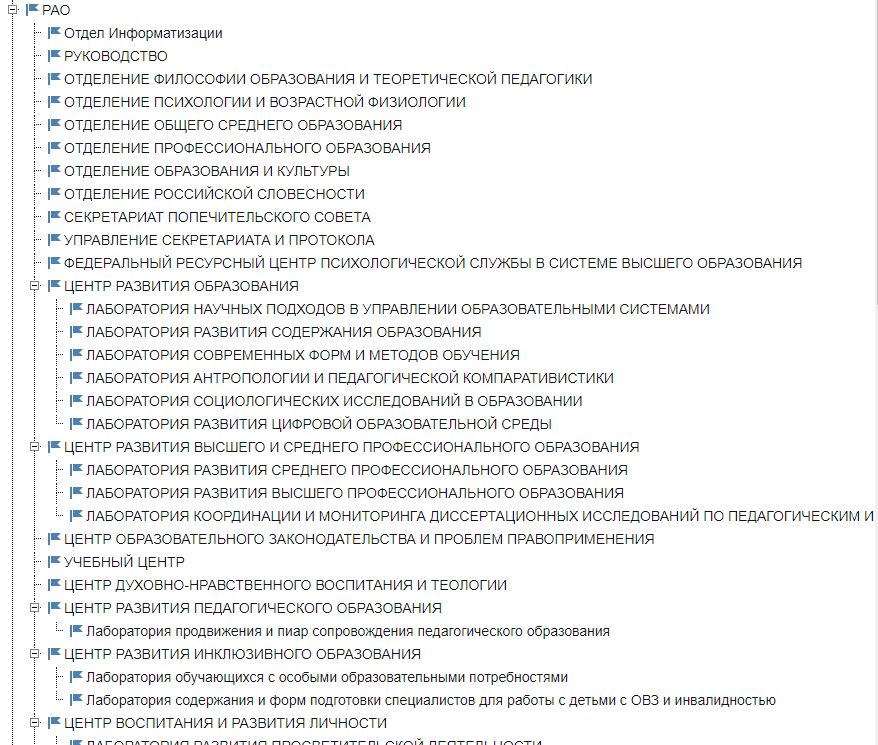 РАО
Отдел Информатизации
РУКОВОДСТВО
ОТДЕЛЕНИЕ ФИЛОСОФИИ ОБРАЗОВАНИЯ И ТЕОРЕТИЧЕСКОЙ ПЕДАГОГИКИ
ОТДЕЛЕНИЕ ПСИХОЛОГИИ И ВОЗРАСТНОЙ ФИЗИОЛОГИИ
ОТДЕЛЕНИЕ ОБЩЕГО СРЕДНЕГО ОБРАЗОВАНИЯ
ОТДЕЛЕНИЕ ПРОФЕССИОНАЛЬНОГО ОБРАЗОВАНИЯ
ОТДЕЛЕНИЕ ОБРАЗОВАНИЯ И КУЛЬТУРЫ
ОТДЕЛЕНИЕ РОССИЙСКОЙ СЛОВЕСНОСТИ
СЕКРЕТАРИАТ ПОПЕЧИТЕЛЬСКОГО СОВЕТА
УПРАВЛЕНИЕ СЕКРЕТАРИАТА И ПРОТОКОЛА
ФЕДЕРАЛЬНЫЙ РЕСУРСНЫЙ ЦЕНТР ПСИХОЛОГИЧЕСКОЙ СЛУЖБЫ В СИСТЕМЕ ВЫСШЕГО ОБРАЗОВАНИЯ
ЦЕНТР РАЗВИТИЯ ОБРАЗОВАНИЯ
ЛАБОРАТОРИЯ НАУЧНЫХ ПОДХОДОВ В УПРАВЛЕНИИ ОБРАЗОВАТЕЛЬНЫМИ СИСТЕМАМИ
ЛАБОРАТОРИЯ РАЗВИТИЯ СОДЕРЖАНИЯ ОБРАЗОВАНИЯ
ЛАБОРАТОРИЯ СОВРЕМЕННЫХ ФОРМ И МЕТОДОВ ОБУЧЕНИЯ
ЛАБОРАТОРИЯ АНТРОПОЛОГИИ И ПЕДАГОГИЧЕСКОЙ КОМПАРАТИВИСТИКИ
ЛАБОРАТОРИЯ СОЦИОЛОГИЧЕСКИХ ИССЛЕДОВАНИЙ В ОБРАЗОВАНИИ
ЛАБОРАТОРИЯ РАЗВИТИЯ ЦИФРОВОЙ ОБРАЗОВАТЕЛЬНОЙ СРЕДЫ
ЦЕНТР РАЗВИТИЯ ВЫСШЕГО И СРЕДНЕГО ПРОФЕССИОНАЛЬНОГО ОБРАЗОВАНИЯ
ЛАБОРАТОРИЯ РАЗВИТИЯ СРЕДНЕГО ПРОФЕССИОНАЛЬНОГО ОБРАЗОВАНИЯ
ЛАБОРАТОРИЯ РАЗВИТИЯ ВЫСШЕГО ПРОФЕССИОНАЛЬНОГО ОБРАЗОВАНИЯ
ЛАБОРАТОРИЯ КООРДИНАЦИИ И МОНИТОРИНГА ДИССЕРТАЦИОННЫХ ИССЛЕДОВАНИЙ ПО ПЕДАГОГИЧЕСКИМ И
ЦЕНТР ОБРАЗОВАТЕЛЬНОГО ЗАКОНОДАТЕЛЬСТВА И ПРОБЛЕМ ПРАВОПРИМЕНЕНИЯ
УЧЕБНЫЙ ЦЕНТР
ЦЕНТР ДУХОВНО-НРАВСТВЕННОГО ВОСПИТАНИЯ И ТЕОЛОГИИ
ЦЕНТР РАЗВИТИЯ ПЕДАГОГИЧЕСКОГО ОБРАЗОВАНИЯ
Лаборатория продвижения и пиар сопровождения педагогического образования
ЦЕНТР РАЗВИТИЯ ИНКЛЮЗИВНОГО ОБРАЗОВАНИЯ
Лаборатория обучающихся с особыми образовательными потребностями
Лаборатория содержания и форм подготовки специалистов для работы с детьми с ОВЗ и инвалидностью
ЦЕНТР ВОСПИТАНИЯ И РАЗВИТИЯ ЛИЧНОСТИ
ЛАБОРАТОРИЯ РАЗВИТИЯ ПРОСВЕТИТЕЛЬСКОЙ ДЕЯТЕЛЬНОСТИ